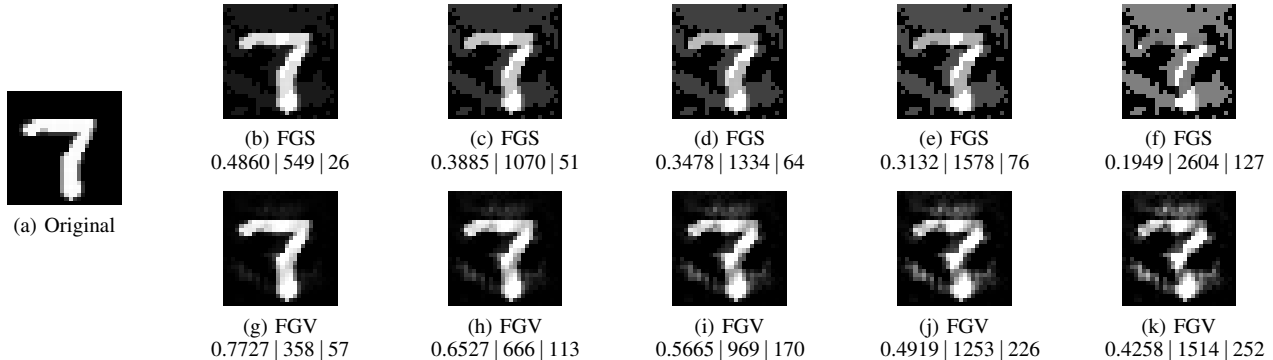 (a) Original
(b) FGS
0.4860 | 549 | 26
(c) FGS
0.3885 | 1070 | 51
(d) FGS
0.3478 | 1334 | 64
(e) FGS
0.3132 | 1578 | 76
(f) FGS
0.1949 | 2604 | 127
(g) FGV
0.7727 | 358 | 57
(h) FGV
0.6527 | 666 | 113
(i) FGV
0.5665 | 969 | 170
(j) FGV
0.4919 | 1253 | 226
(k) FGV
0.4258 | 1514 | 252